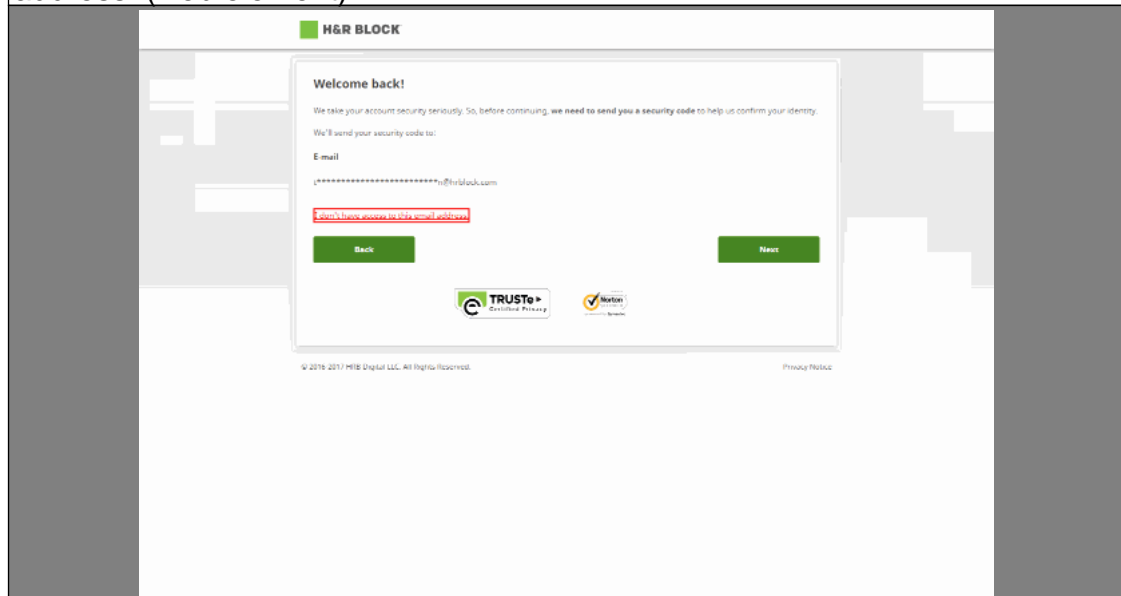 H&R BLOCK
Welcome back!
We take your account security seriously. So, before continuing, we need to send you a security code to help us confirm your identity.
We'll send your security code to:
E-mail
n@hrblock.com
I don't have access to this email address.
Back
Next
TRUSTe
Certified Privacy
Norton
© 2016-2017 HRB Digital LLC. All Rights Reserved.
Privacy Notice